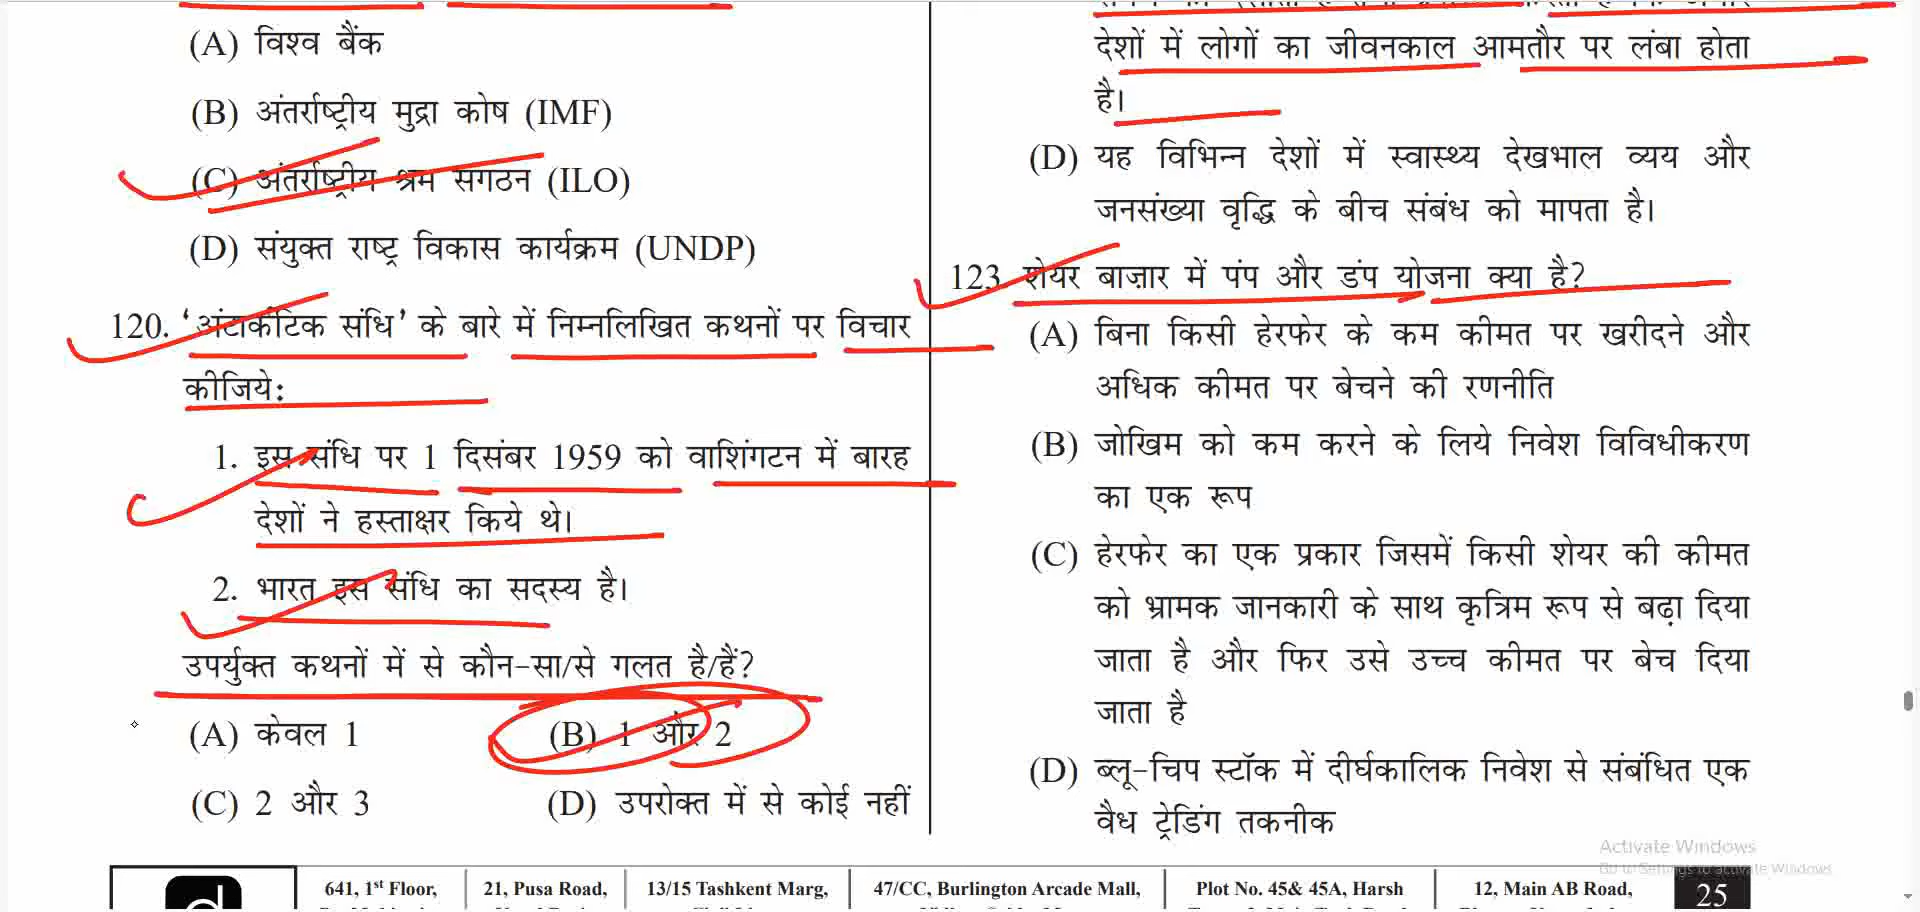 (A) विश्व बैंक
(B) अंतर्राष्ट्रीय मुद्रा कोष (IMF)
(C) अंतर्राष्ट्रीय श्रम संगठन (ILO)
(D) संयुक्त राष्ट्र विकास कार्यक्रम (UNDP)
120. ‘अंटार्कटिक संधि’ के बारे में निम्नलिखित कथनों पर विचार
कीजिये:
1. इस संधि पर 1 दिसंबर 1959 को वाशिंगटन में बारह
देशों ने हस्ताक्षर किये थे।
2. भारत इस संधि का सदस्य है।
उपर्युक्त कथनों में से कौन-सा/से गलत है/हैं?
(A) केवल 1
(B) 1 और 2
(C) 2 और 3
(D) उपरोक्त में से कोई नहीं
देशों में लोगों का जीवनकाल आमतौर पर लंबा होता
है।
(D) यह विभिन्न देशों में स्वास्थ्य देखभाल व्यय और
जनसंख्या वृद्धि के बीच संबंध को मापता है।
123. शेयर बाज़ार में पंप और डंप योजना क्या है?
(A) बिना किसी हेरफेर के कम कीमत पर खरीदने और
अधिक कीमत पर बेचने की रणनीति
(B) जोखिम को कम करने के लिये निवेश विविधीकरण
का एक रूप
(C) हेरफेर का एक प्रकार जिसमें किसी शेयर की कीमत
को भ्रामक जानकारी के साथ कृत्रिम रूप से बढ़ा दिया
जाता है और फिर उसे उच्च कीमत पर बेच दिया
जाता है
(D) ब्लू-चिप स्टॉक में दीर्घकालिक निवेश से संबंधित एक
वैध ट्रेडिंग तकनीक
Activate Windows
Go to Settings to activate Windows
641, 1st Floor,
21, Pusa Road,
13/15 Tashkent Marg,
47/CC, Burlington Arcade Mall,
Plot No. 45& 45A, Harsh
12, Main AB Road,
25